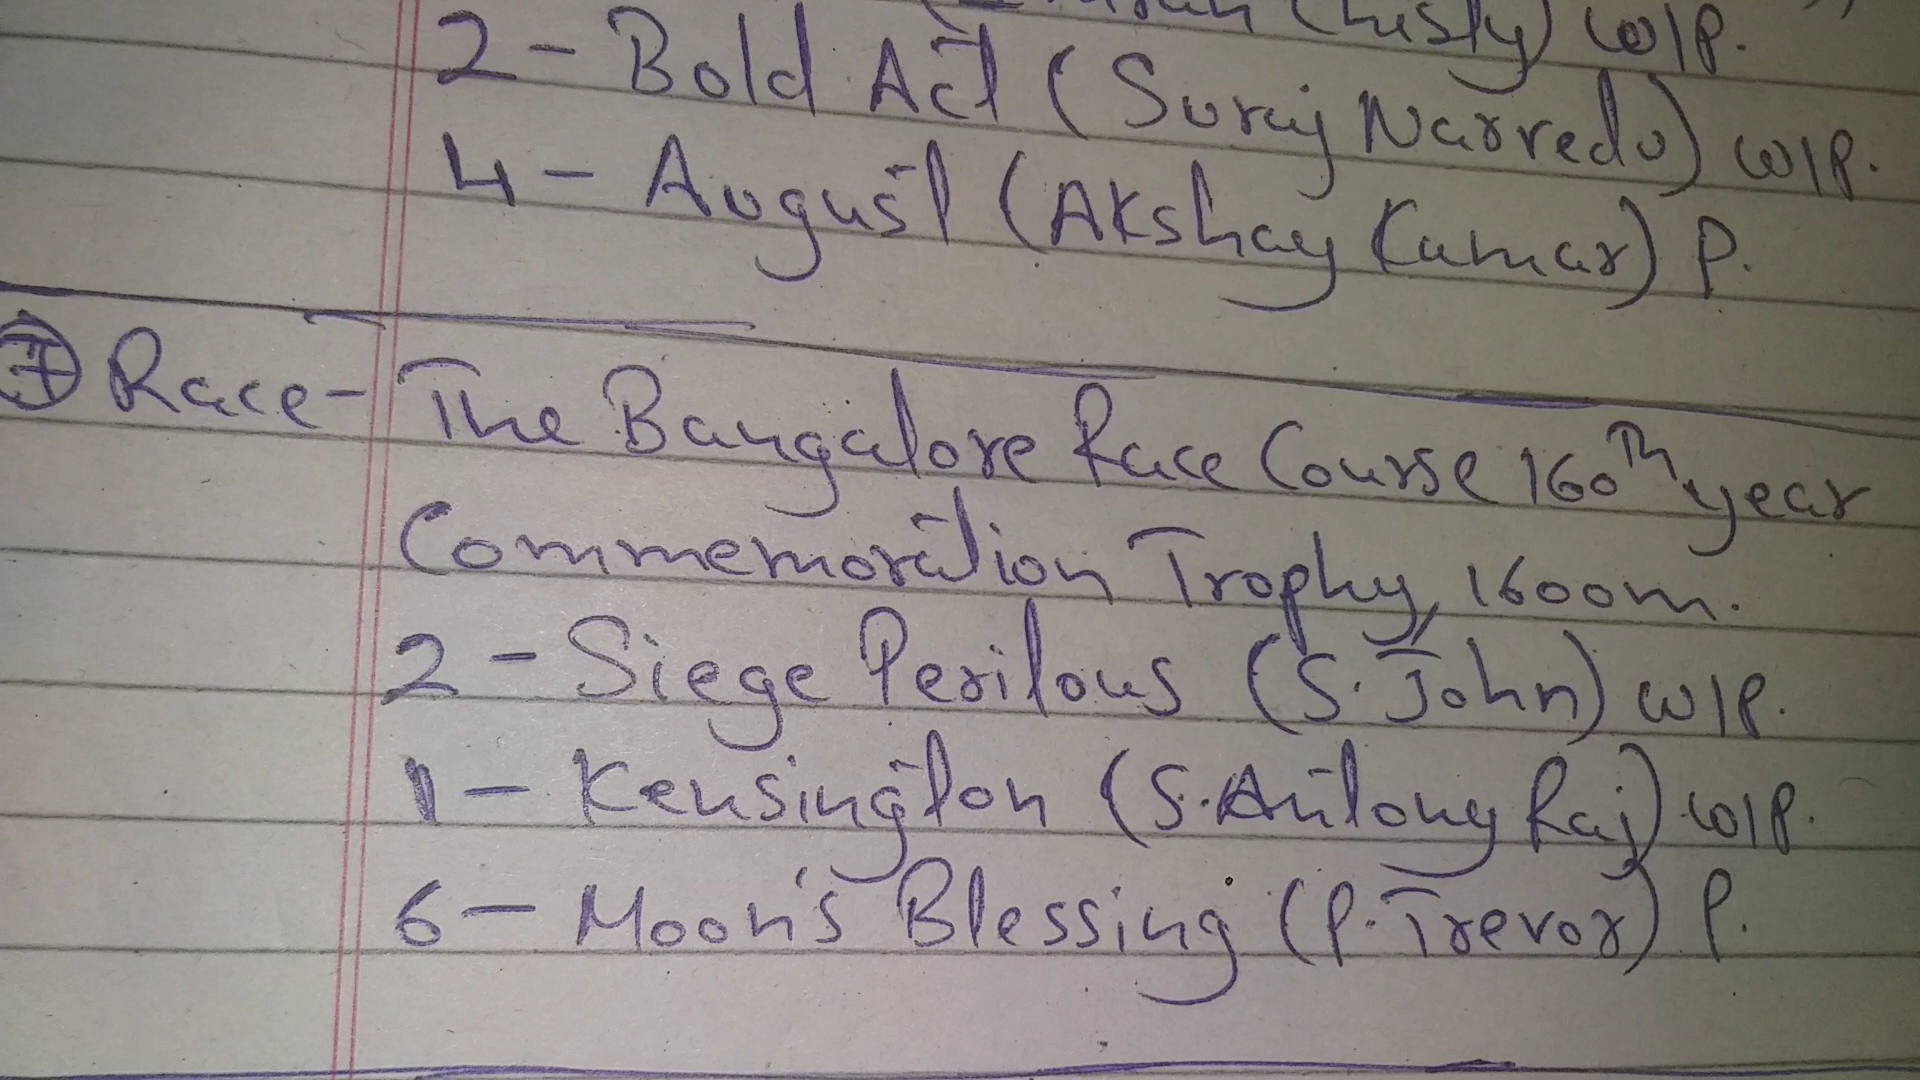 Chisty) W/P.
2 - Bold Act (Suraj Narredu) W/P.
4 - August (Akshay Kumar) P.
7 Race - The Bangalore Race Course 160th year
Commemoration Trophy, 1600m.
2 - Siege Perilous (S. John) W/P.
1 - Kensington (S. Antony Raj) W/P.
6 - Moon's Blessing (P. Trevor) P.